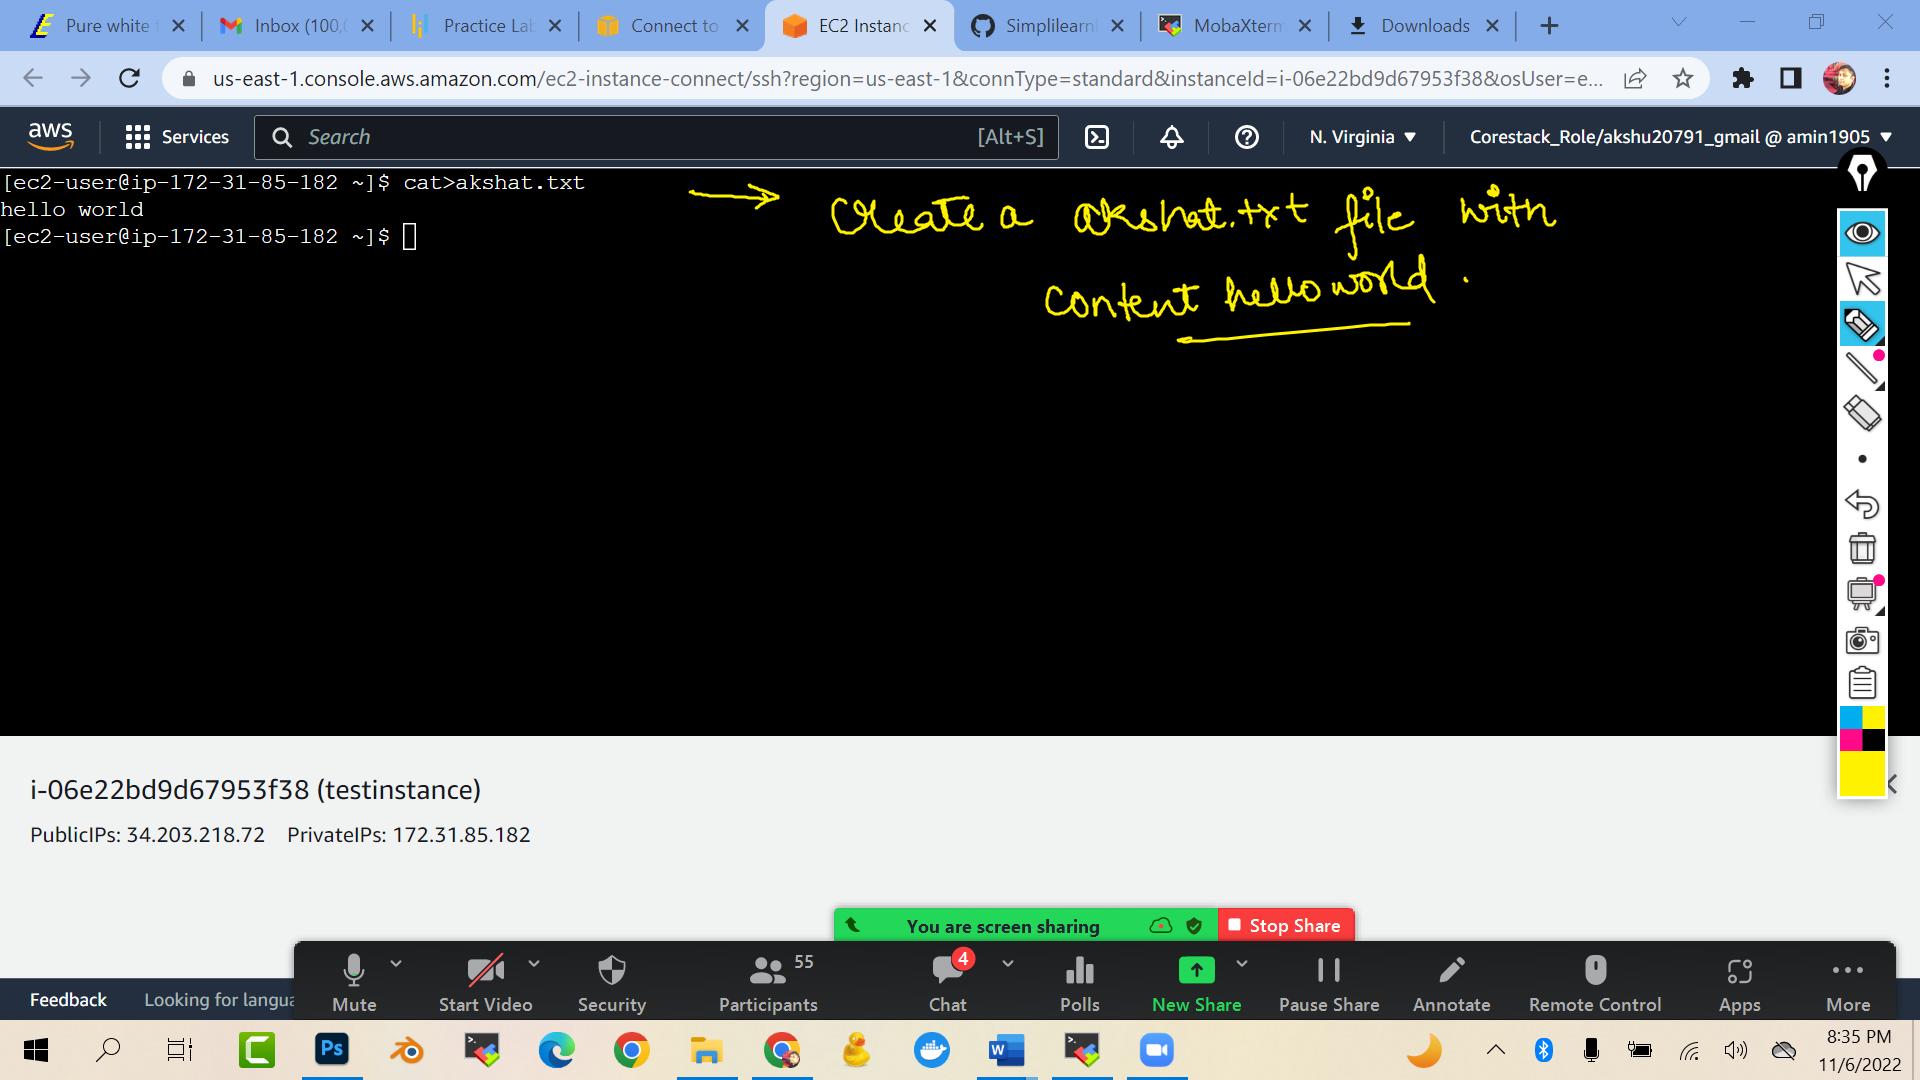 Pure white
Inbox (100,
Practice Lab
Connect to
EC2 Instanc
Simplilearn
MobaXterm
Downloads
us-east-1.console.aws.amazon.com/ec2-instance-connect/ssh?region=us-east-1&connType=standard&instanceId=i-06e22bd9d67953f38&osUser=e...
aws
Services
Search
[Alt+S]
N. Virginia
Corestack_Role/akshu20791_gmail @ amin1905
[ec2-user@ip-172-31-85-182 ~]$ cat>akshat.txt
hello world
[ec2-user@ip-172-31-85-182 ~]$
Create a akshat.txt file with
content hello world.
i-06e22bd9d67953f38 (testinstance)
PublicIPs: 34.203.218.72 PrivateIPs: 172.31.85.182
You are screen sharing
Stop Share
55
4
Mute
Start Video
Security
Participants
Chat
Polls
New Share
Pause Share
Annotate
Remote Control
Apps
More
Feedback
Looking for langua
Ps
W
8:35 PM
11/6/2022